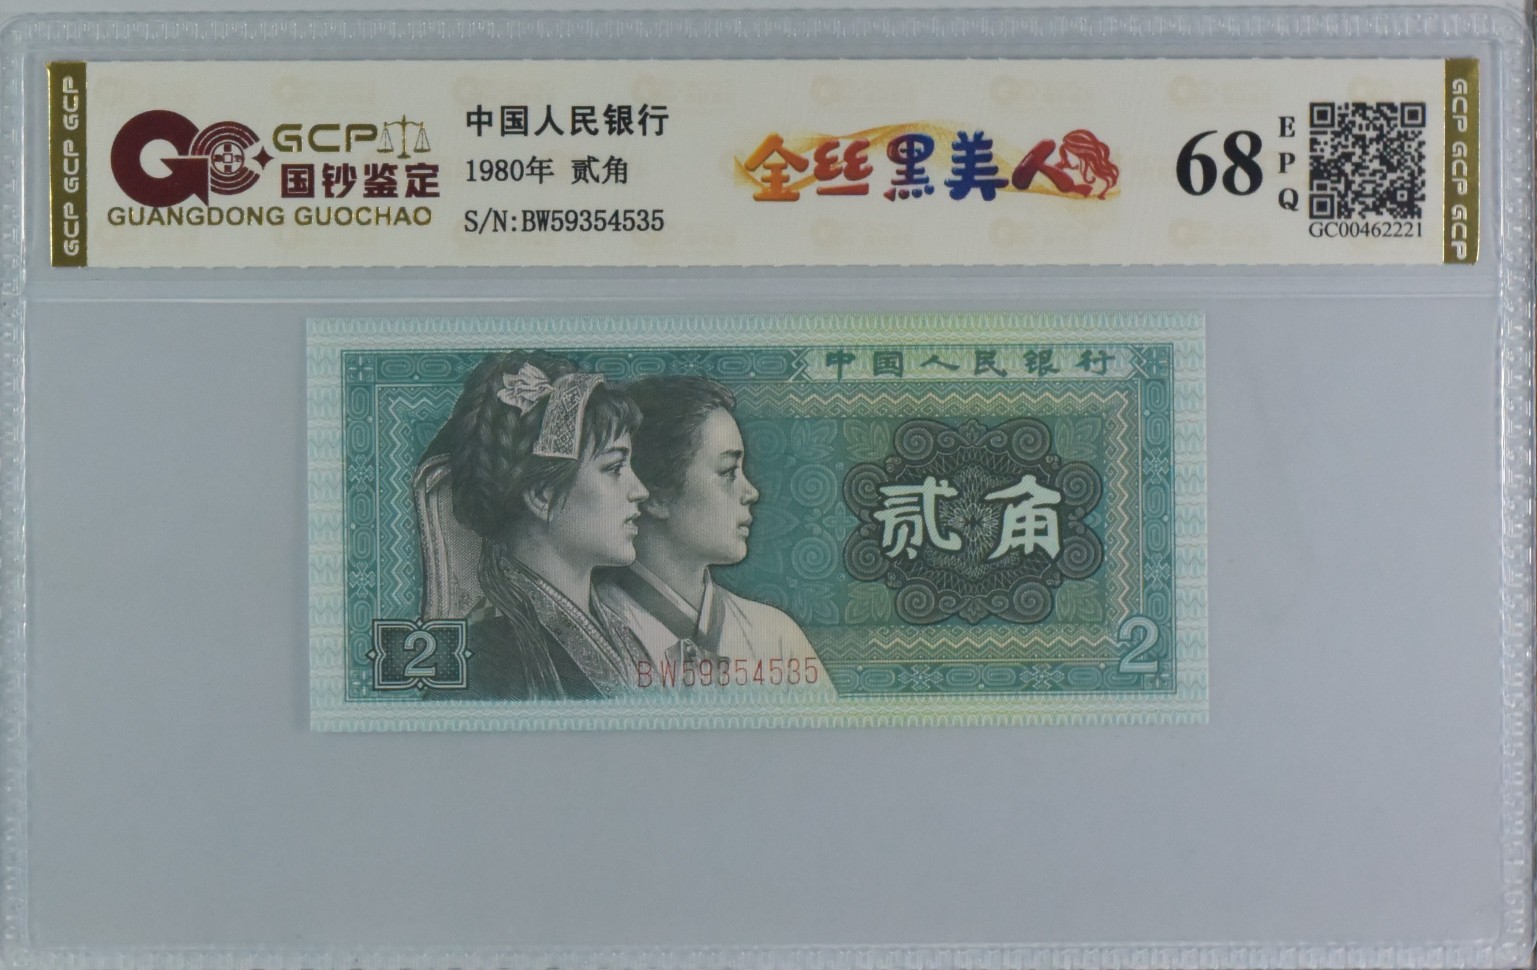 GCP GCP GCP
GCP
国钞鉴定
GUANGDONG GUOCHAO
中国人民银行
1980年 贰角
S/N:BW59354535
金丝黑美人
68
EPQ
GC00462221
GCP GCP GCP
中国人民银行
贰角
2
BW59354535
2